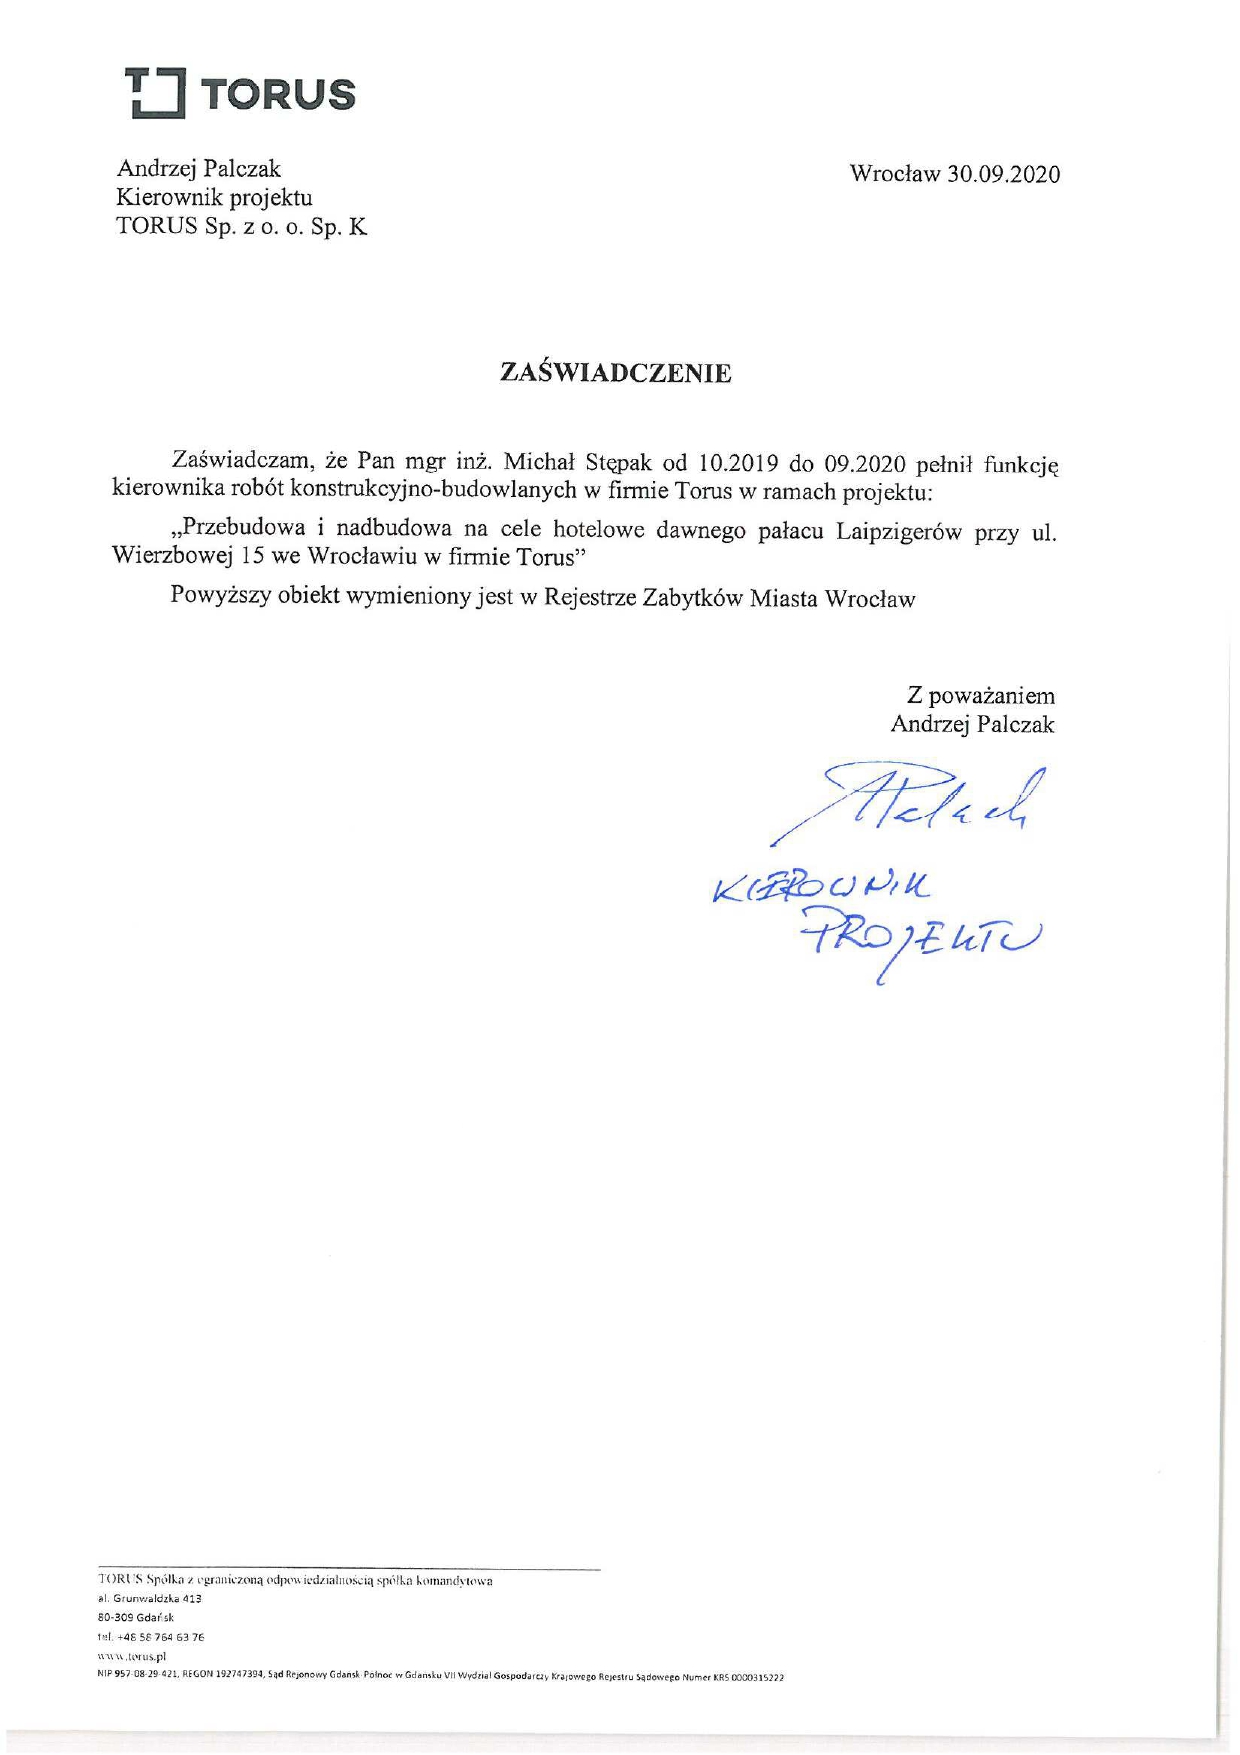 TORUS
Andrzej Palczak
Kierownik projektu
TORUS Sp. z o. o. Sp. K
Wrocław 30.09.2020
ZAŚWIADCZENIE
Zaświadczam, że Pan mgr inż. Michał Stępak od 10.2019 do 09.2020 pełnił funkcję
kierownika robót konstrukcyjno-budowlanych w firmie Torus w ramach projektu:
„Przebudowa i nadbudowa na cele hotelowe dawnego pałacu Laipzigerów przy ul.
Wierzbowej 15 we Wrocławiu w firmie Torus”
Powyższy obiekt wymieniony jest w Rejestrze Zabytków Miasta Wrocław
Z poważaniem
Andrzej Palczak
KIEROWNIK
PROJEKTU
TORUS Spółka z ograniczoną odpowiedzialnością spółka komandytowa
al. Grunwaldzka 413
80-309 Gdańsk
tel. +48 58 764 63 76
www.torus.pl
NIP 957-08-29-421, REGON 192747394, Sąd Rejonowy Gdańsk-Północ w Gdańsku VII Wydział Gospodarczy Krajowego Rejestru Sądowego Numer KRS 0000315222